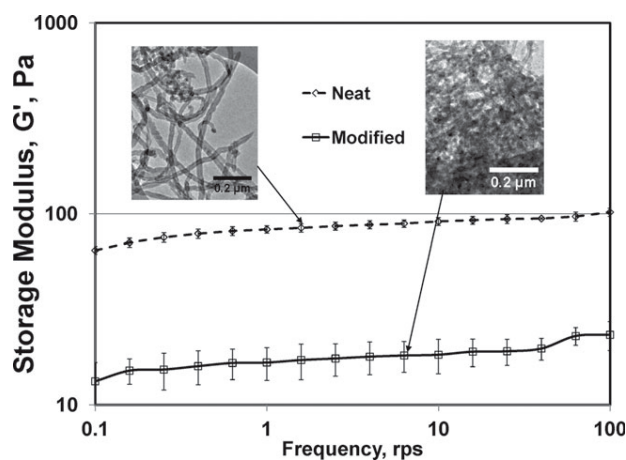 1000
Neat
Modified
0.2 µm
0.2 µm
100
10
0.1
1
10
100
Storage Modulus, G', Pa
Frequency, rps